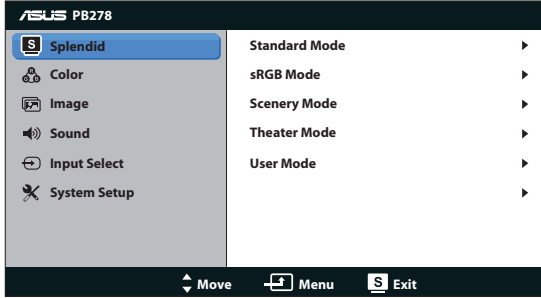 ASUS PB278
S Splendid
Color
Image
Sound
Input Select
System Setup
Standard Mode
sRGB Mode
Scenery Mode
Theater Mode
User Mode
Move Menu S Exit